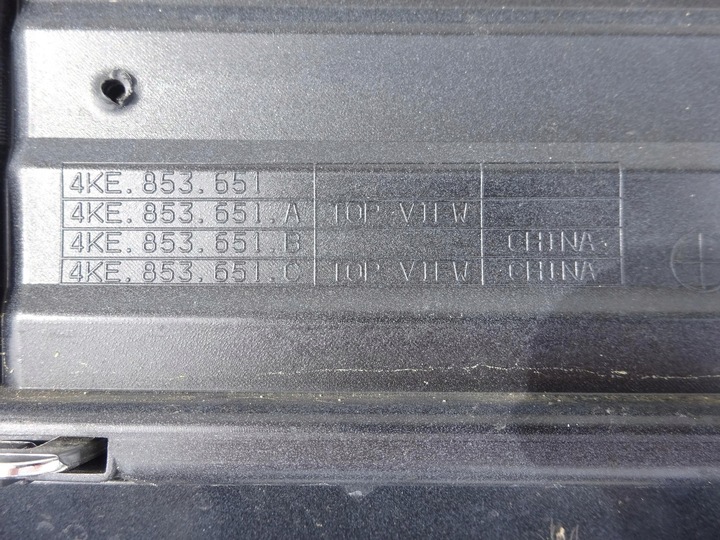 4KE.853.651
4KE.853.651.A TOP VIEW
4KE.853.651.B CHINA
4KE.853.651.C TOP VIEW CHINA